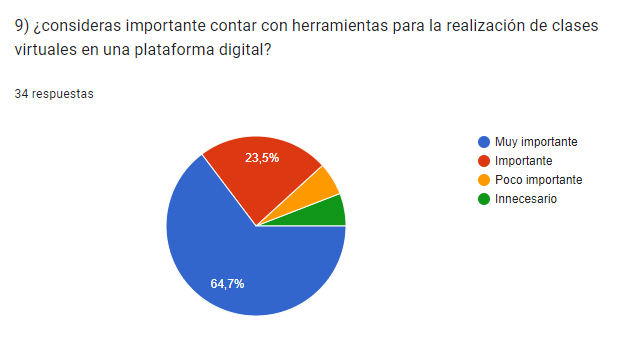 9) ¿consideras importante contar con herramientas para la realización de clases
virtuales en una plataforma digital?
34 respuestas
Muy importante
Importante
Poco importante
Innecesario
23,5%
64,7%